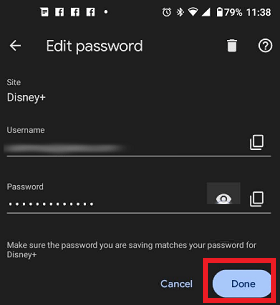 79% 11:38
Edit password
Site
Disney+
Username
Password
•••••••••••••
Make sure the password you are saving matches your password for
Disney+
Cancel Done